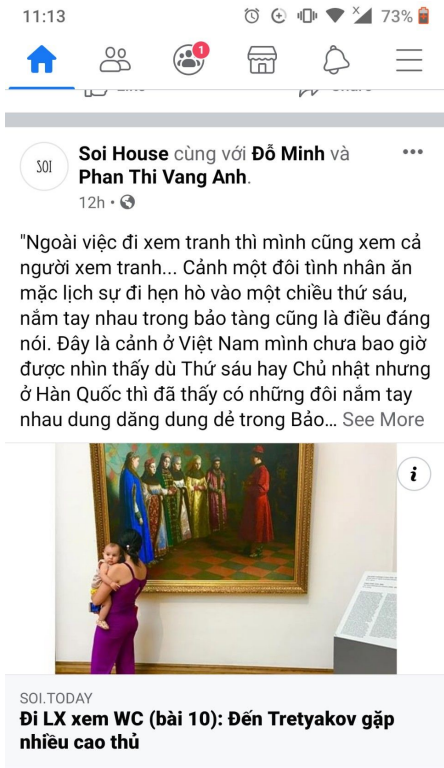 11:13
73%
1
SOI
Soi House cùng với Đỗ Minh và
Phan Thi Vang Anh.
12h
"Ngoài việc đi xem tranh thì mình cũng xem cả
người xem tranh... Cảnh một đôi tình nhân ăn
mặc lịch sự đi hẹn hò vào một chiều thứ sáu,
nắm tay nhau trong bảo tàng cũng là điều đáng
nói. Đây là cảnh ở Việt Nam mình chưa bao giờ
được nhìn thấy dù Thứ sáu hay Chủ nhật nhưng
ở Hàn Quốc thì đã thấy có những đôi nắm tay
nhau dung dăng dung dẻ trong Bảo... See More
SOI.TODAY
Đi LX xem WC (bài 10): Đến Tretyakov gặp
nhiều cao thủ